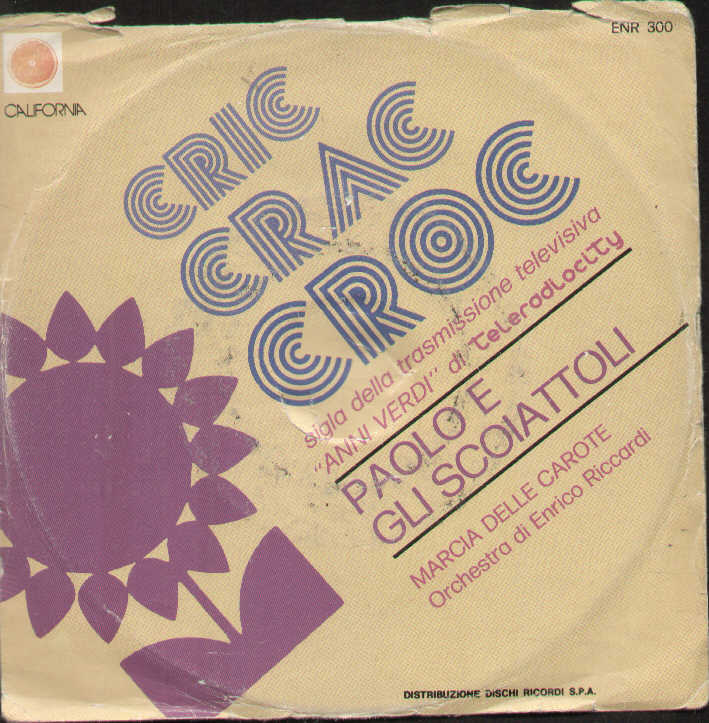 ENR 300
CALIFORNIA
CRIC
CRAC
CROC
sigla della trasmissione televisiva
"ANNI VERDI" di teleradiocity
PAOLO E
GLI SCOIATTOLI
MARCIA DELLE CAROTE
Orchestra di Enrico Riccardi
DISTRIBUZIONE DISCHI RICORDI S.P.A.